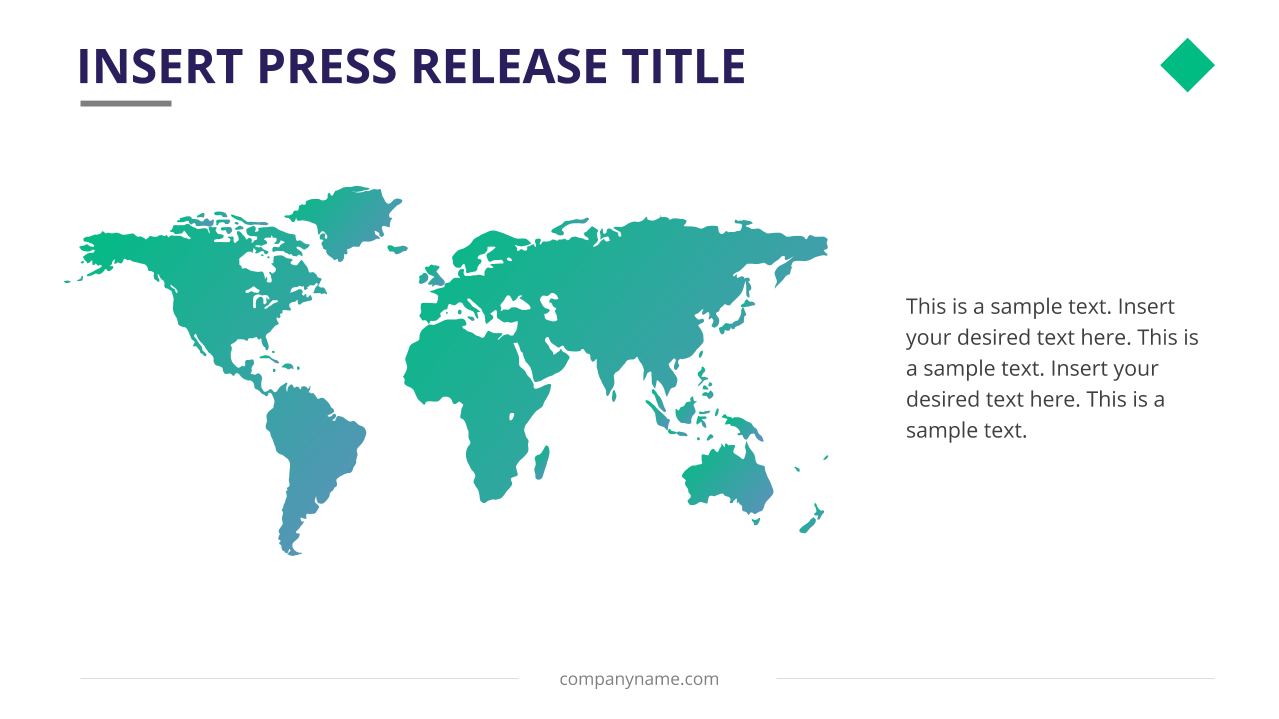 INSERT PRESS RELEASE TITLE
This is a sample text. Insert
your desired text here. This is
a sample text. Insert your
desired text here. This is a
sample text.
companyname.com